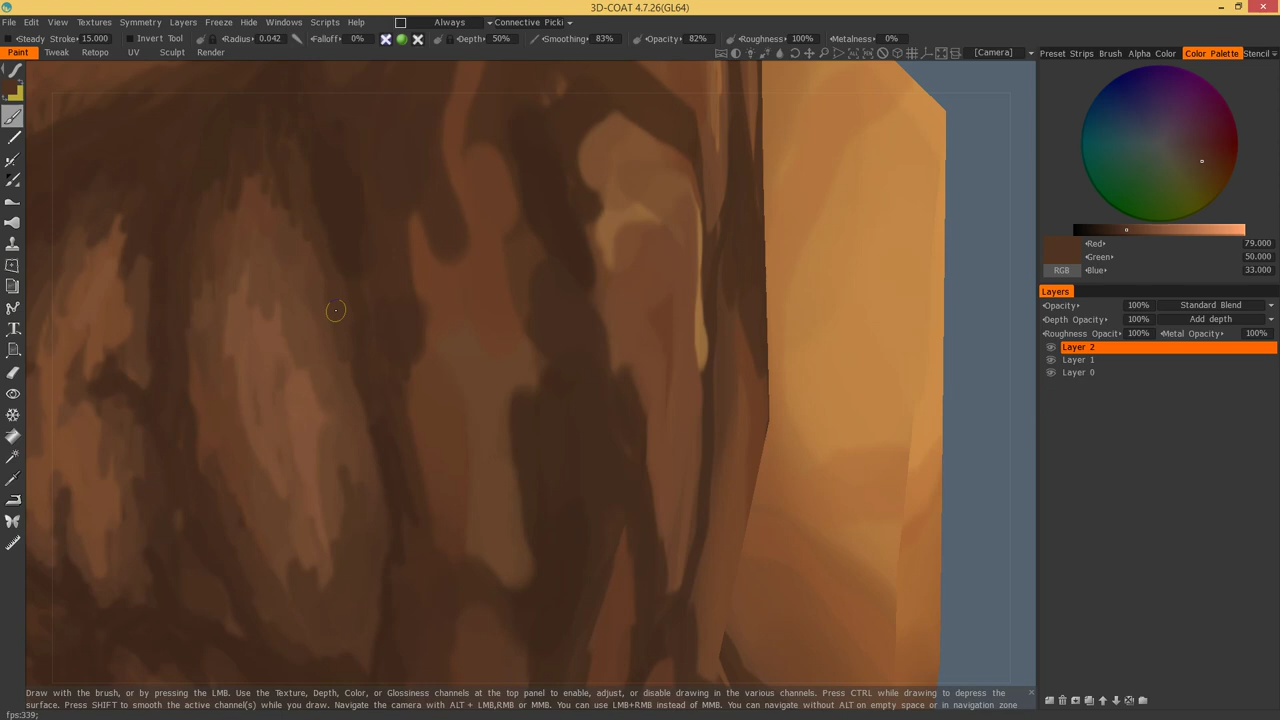 3D-COAT 4.7.26(GL64)
File Edit View Textures Symmetry Layers Freeze Hide Windows Scripts Help Always Connective Picki
Steady Stroke 15.000 Invert Tool Radius: 0.042 Falloff: 0% Depth: 50% Smoothing: 83% Opacity: 82% Roughness: 100% Metalness: 0%
Paint Tweak Retopo UV Sculpt Render [Camera] Preset Strips Brush Alpha Color Color Palette Stencil
Red 79.000
Green 50.000
RGB Blue 33.000
Layers
Opacity: 100% Standard Blend
Depth Opacity: 100% Add depth
Roughness Opacit 100% Metal Opacity: 100%
Layer 2
Layer 1
Layer 0
Draw with the brush, or by pressing the LMB. Use the Texture, Depth, Color, or Glossiness channels at the top panel to enable, adjust, or disable drawing in the various channels. Press CTRL while drawing to depress the
surface. Press SHIFT to smooth the active channel(s) while you draw. Navigate the camera with ALT + LMB,RMB or MMB. You can use LMB+RMB instead of MMB. You can navigate without ALT on empty space or in navigation zone
fps:339;